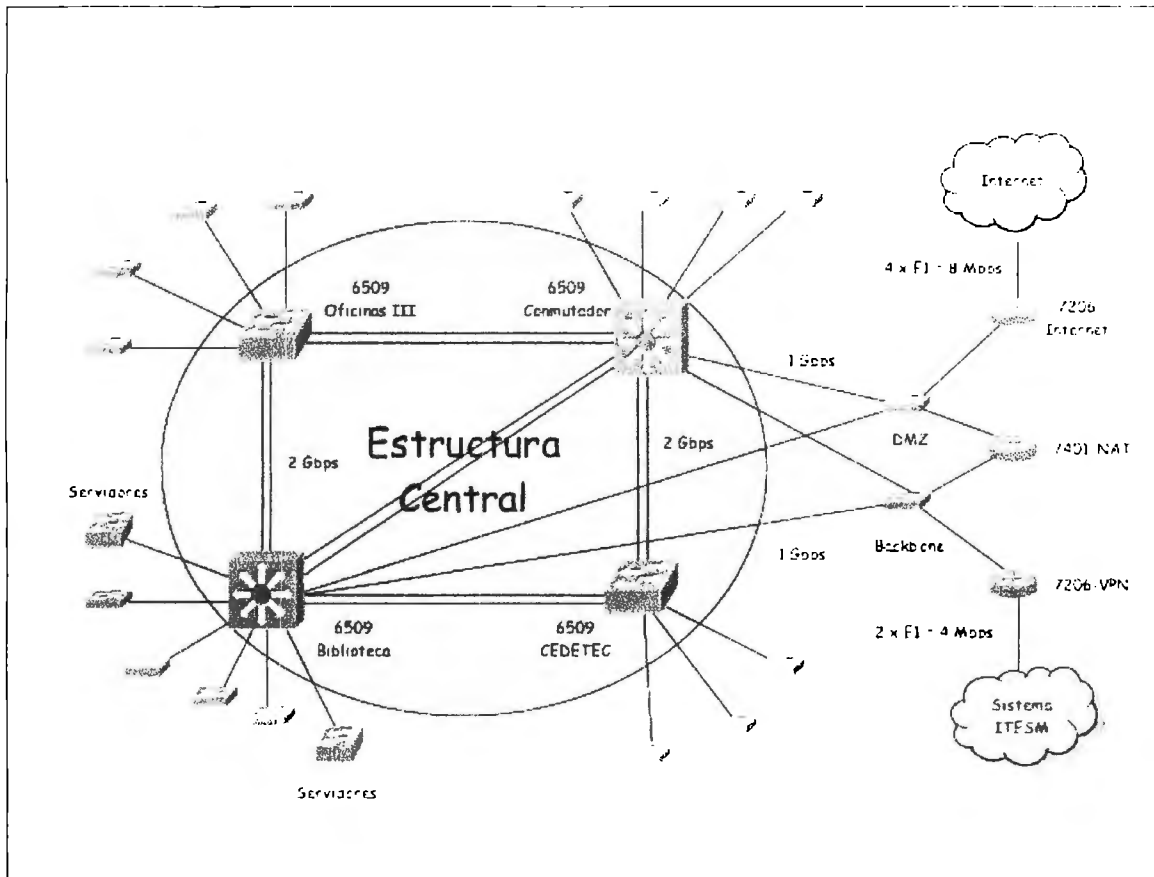 Internet
4 x E1 - 8 Mbps
7206
Internet
6509
Oficinas III
6509
Conmutador
1 Gbps
DMZ
7401-NAT
Estructura
Central
2 Gbps
2 Gbps
Servidores
1 Gbps
Backbone
7206-VPN
6509
Biblioteca
6509
CEDETEC
2 x E1 - 4 Mbps
Sistema
ITESM
Servidores